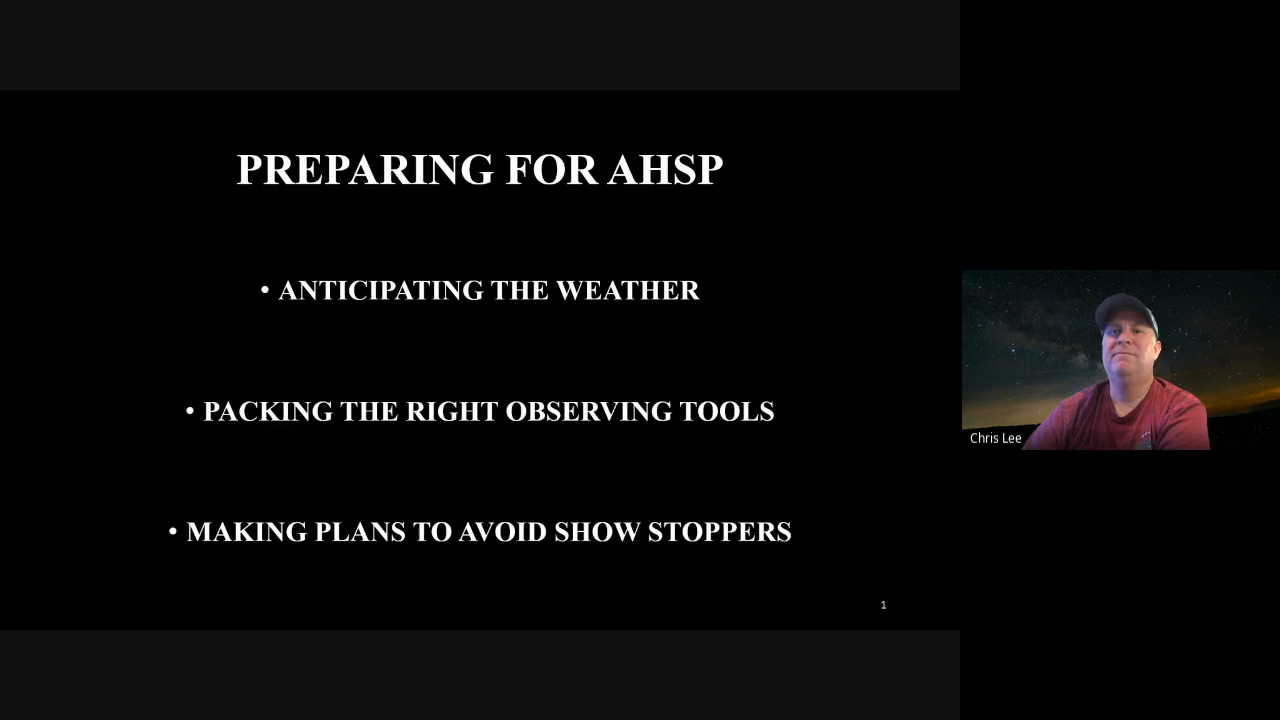 PREPARING FOR AHSP
• ANTICIPATING THE WEATHER
• PACKING THE RIGHT OBSERVING TOOLS
• MAKING PLANS TO AVOID SHOW STOPPERS
1
Chris Lee